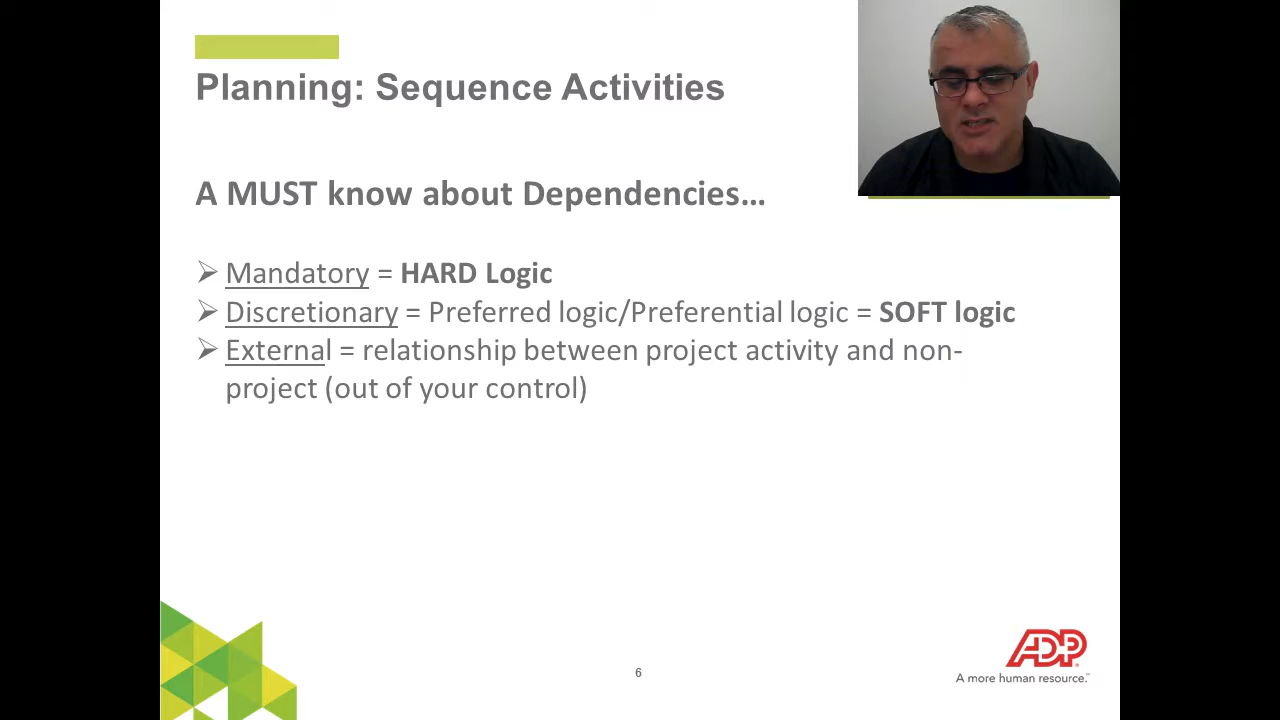 Planning: Sequence Activities
A MUST know about Dependencies…
➢ Mandatory = HARD Logic
➢ Discretionary = Preferred logic/Preferential logic = SOFT logic
➢ External = relationship between project activity and non-
project (out of your control)
6
ADP
A more human resource.™